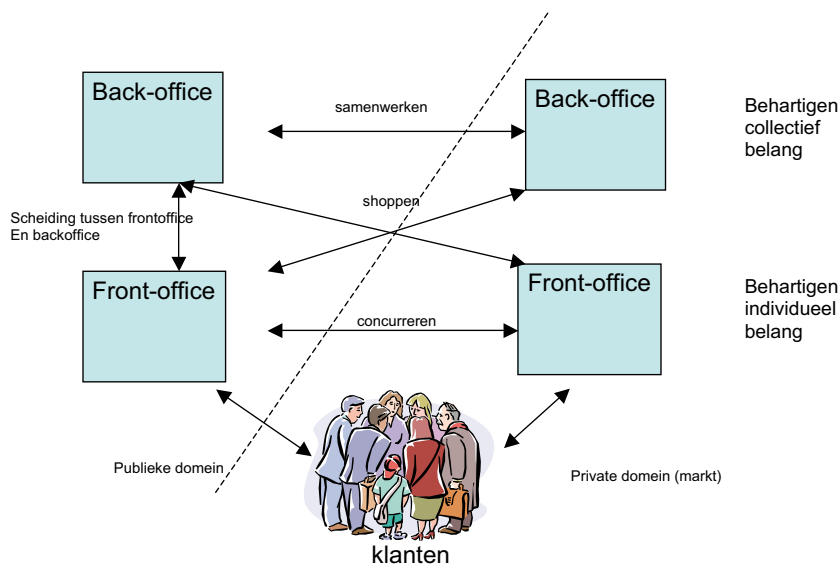 Back-office
samenwerken
Back-office
Behartigen
collectief
belang
Scheiding tussen frontoffice
En backoffice
shoppen
Front-office
concurreren
Front-office
Behartigen
individueel
belang
Publieke domein
Private domein (markt)
klanten